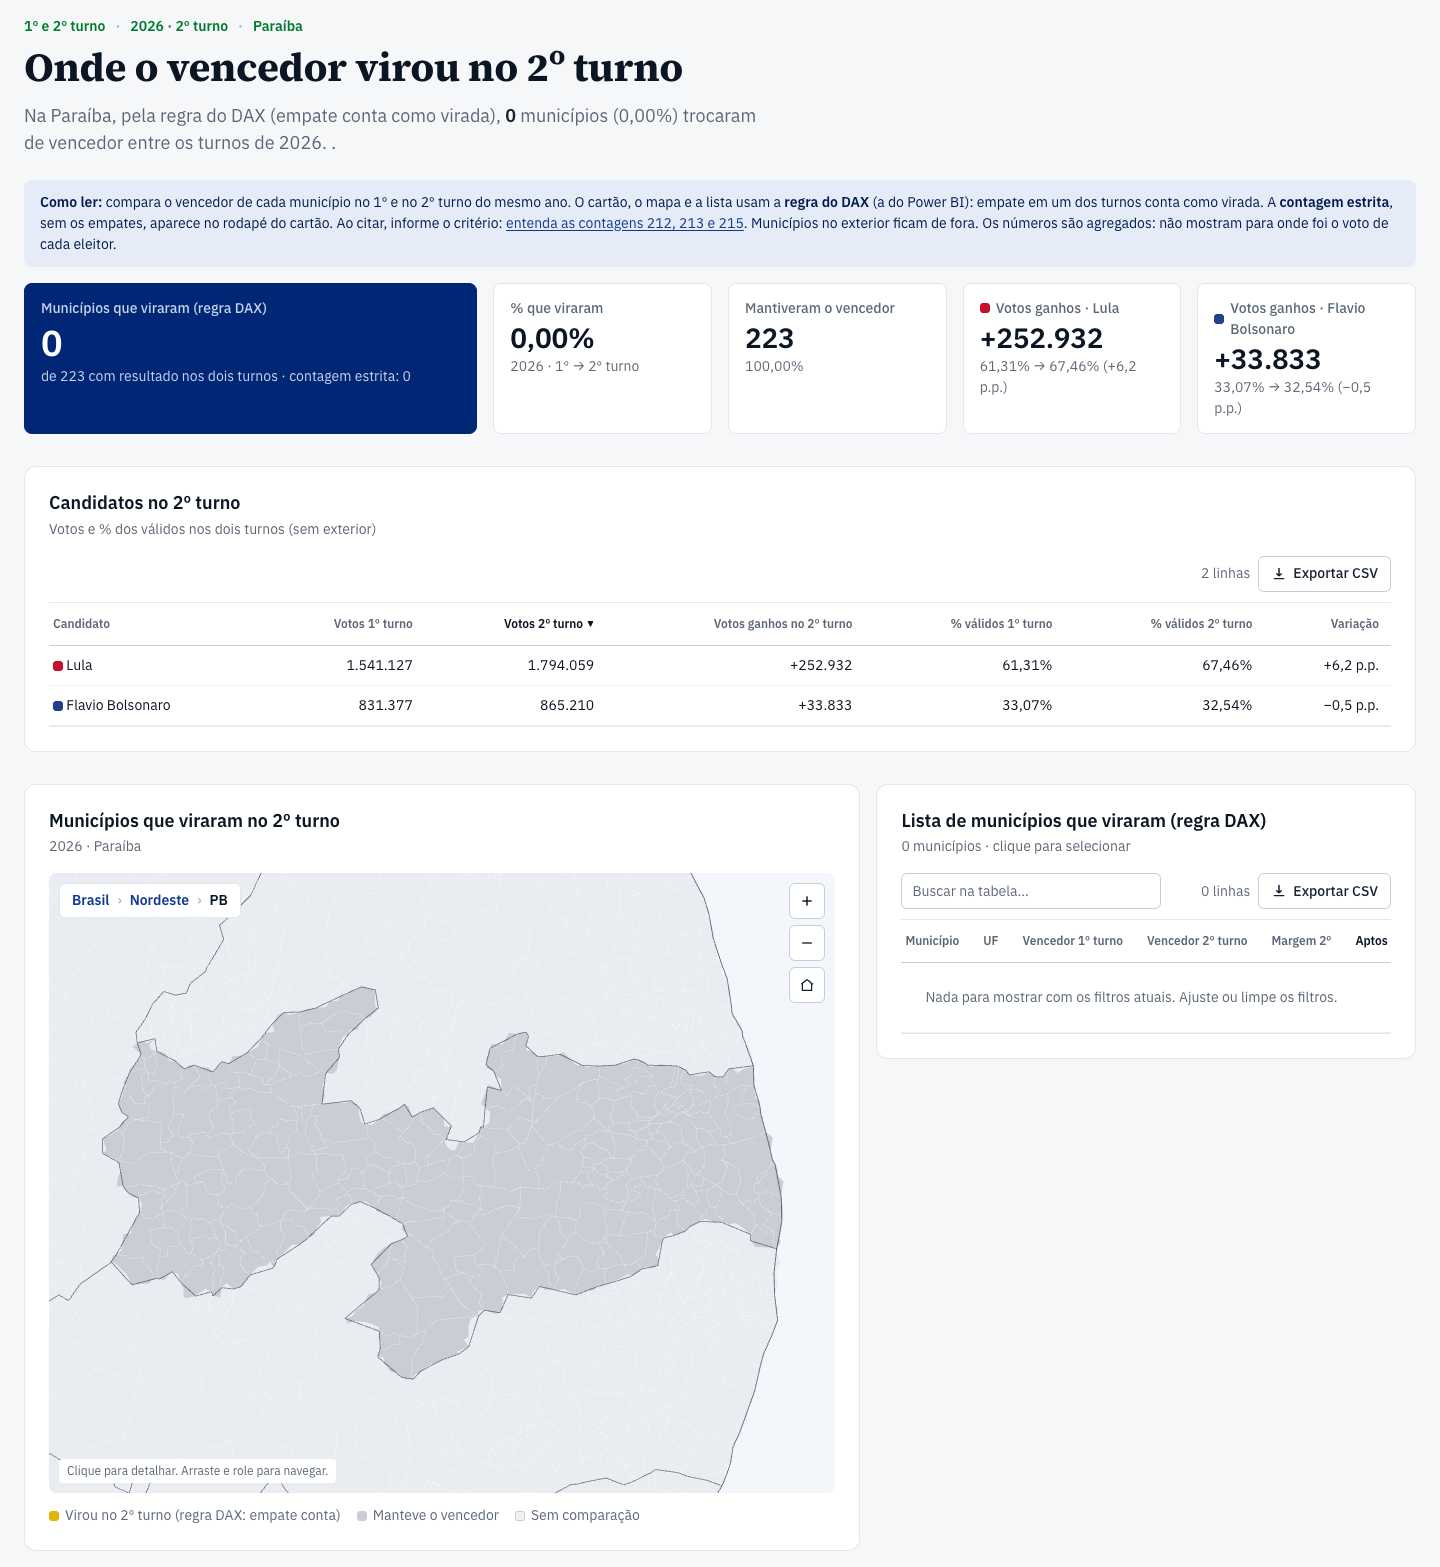 1º e 2º turno · 2026 · 2º turno · Paraíba
Onde o vencedor virou no 2º turno
Na Paraíba, pela regra do DAX (empate conta como virada), 0 municípios (0,00%) trocaram
de vencedor entre os turnos de 2026. .
Como ler: compara o vencedor de cada município no 1º e no 2º turno do mesmo ano. O cartão, o mapa e a lista usam a regra do DAX (a do Power BI): empate em um dos turnos conta como virada. A contagem estrita,
sem os empates, aparece no rodapé do cartão. Ao citar, informe o critério: entenda as contagens 212, 213 e 215. Municípios no exterior ficam de fora. Os números são agregados: não mostram para onde foi o voto de
cada eleitor.
Municípios que viraram (regra DAX)
0
de 223 com resultado nos dois turnos · contagem estrita: 0
% que viraram
0,00%
2026 · 1º → 2º turno
Mantiveram o vencedor
223
100,00%
Votos ganhos · Lula
+252.932
61,31% → 67,46% (+6,2
p.p.)
Votos ganhos · Flavio
Bolsonaro
+33.833
33,07% → 32,54% (−0,5
p.p.)
Candidatos no 2º turno
Votos e % dos válidos nos dois turnos (sem exterior)
2 linhas Exportar CSV
Candidato Votos 1º turno Votos 2º turno ▼ Votos ganhos no 2º turno % válidos 1º turno % válidos 2º turno Variação
Lula 1.541.127 1.794.059 +252.932 61,31% 67,46% +6,2 p.p.
Flavio Bolsonaro 831.377 865.210 +33.833 33,07% 32,54% −0,5 p.p.
Municípios que viraram no 2º turno
2026 · Paraíba
Brasil › Nordeste › PB
+
−
Clique para detalhar. Arraste e role para navegar.
Virou no 2º turno (regra DAX: empate conta) Manteve o vencedor Sem comparação
Lista de municípios que viraram (regra DAX)
0 municípios · clique para selecionar
Buscar na tabela... 0 linhas Exportar CSV
Município UF Vencedor 1º turno Vencedor 2º turno Margem 2º Aptos
Nada para mostrar com os filtros atuais. Ajuste ou limpe os filtros.